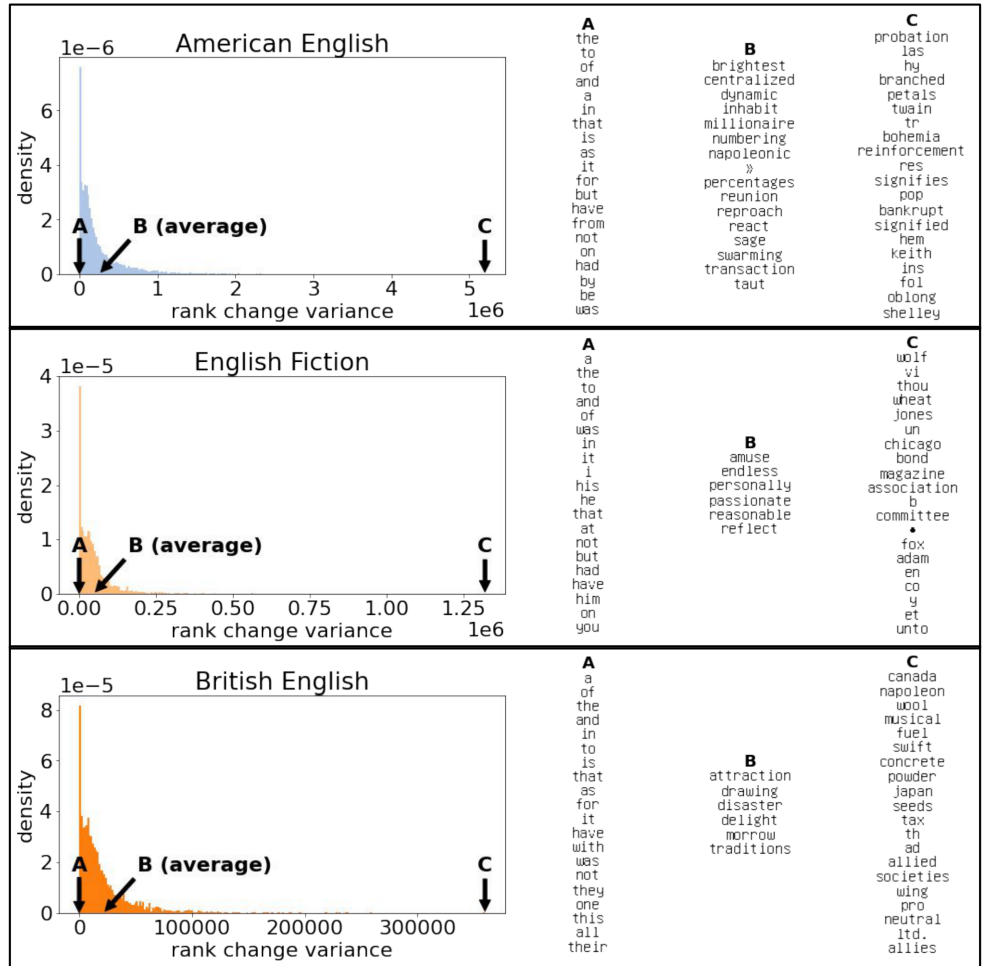 American English
1e−6
density
6
4
2
0
A
B (average)
C
0 1 2 3 4 5
1e6
rank change variance
A
the
to
of
and
a
in
that
is
as
it
for
but
have
from
not
on
had
by
be
was
B
brightest
centralized
dynamic
inhabit
millionaire
numbering
napoleonic
»
percentages
reunion
reproach
react
sage
swarming
transaction
taut
C
probation
las
hy
branched
petals
twain
tr
bohemia
reinforcement
res
signifies
pop
bankrupt
signified
hem
keith
ins
fol
oblong
shelley
English Fiction
1e−5
density
4
3
2
1
0
A
B (average)
C
0.00 0.25 0.50 0.75 1.00 1.25
1e6
rank change variance
A
a
the
to
and
of
was
in
it
i
his
he
that
at
not
but
had
have
him
on
you
B
amuse
endless
personally
passionate
reasonable
reflect
C
wolf
vi
thou
wheat
jones
un
chicago
bond
magazine
association
b
committee
•
fox
adam
en
co
y
et
unto
British English
1e−5
density
8
6
4
2
0
A
B (average)
C
0 100000 200000 300000
rank change variance
A
a
of
the
and
in
to
is
that
as
for
it
have
with
was
not
they
one
this
all
their
B
attraction
drawing
disaster
delight
morrow
traditions
C
canada
napoleon
wool
musical
fuel
swift
concrete
powder
japan
seeds
tax
th
ad
allied
societies
wing
pro
neutral
ltd.
allies